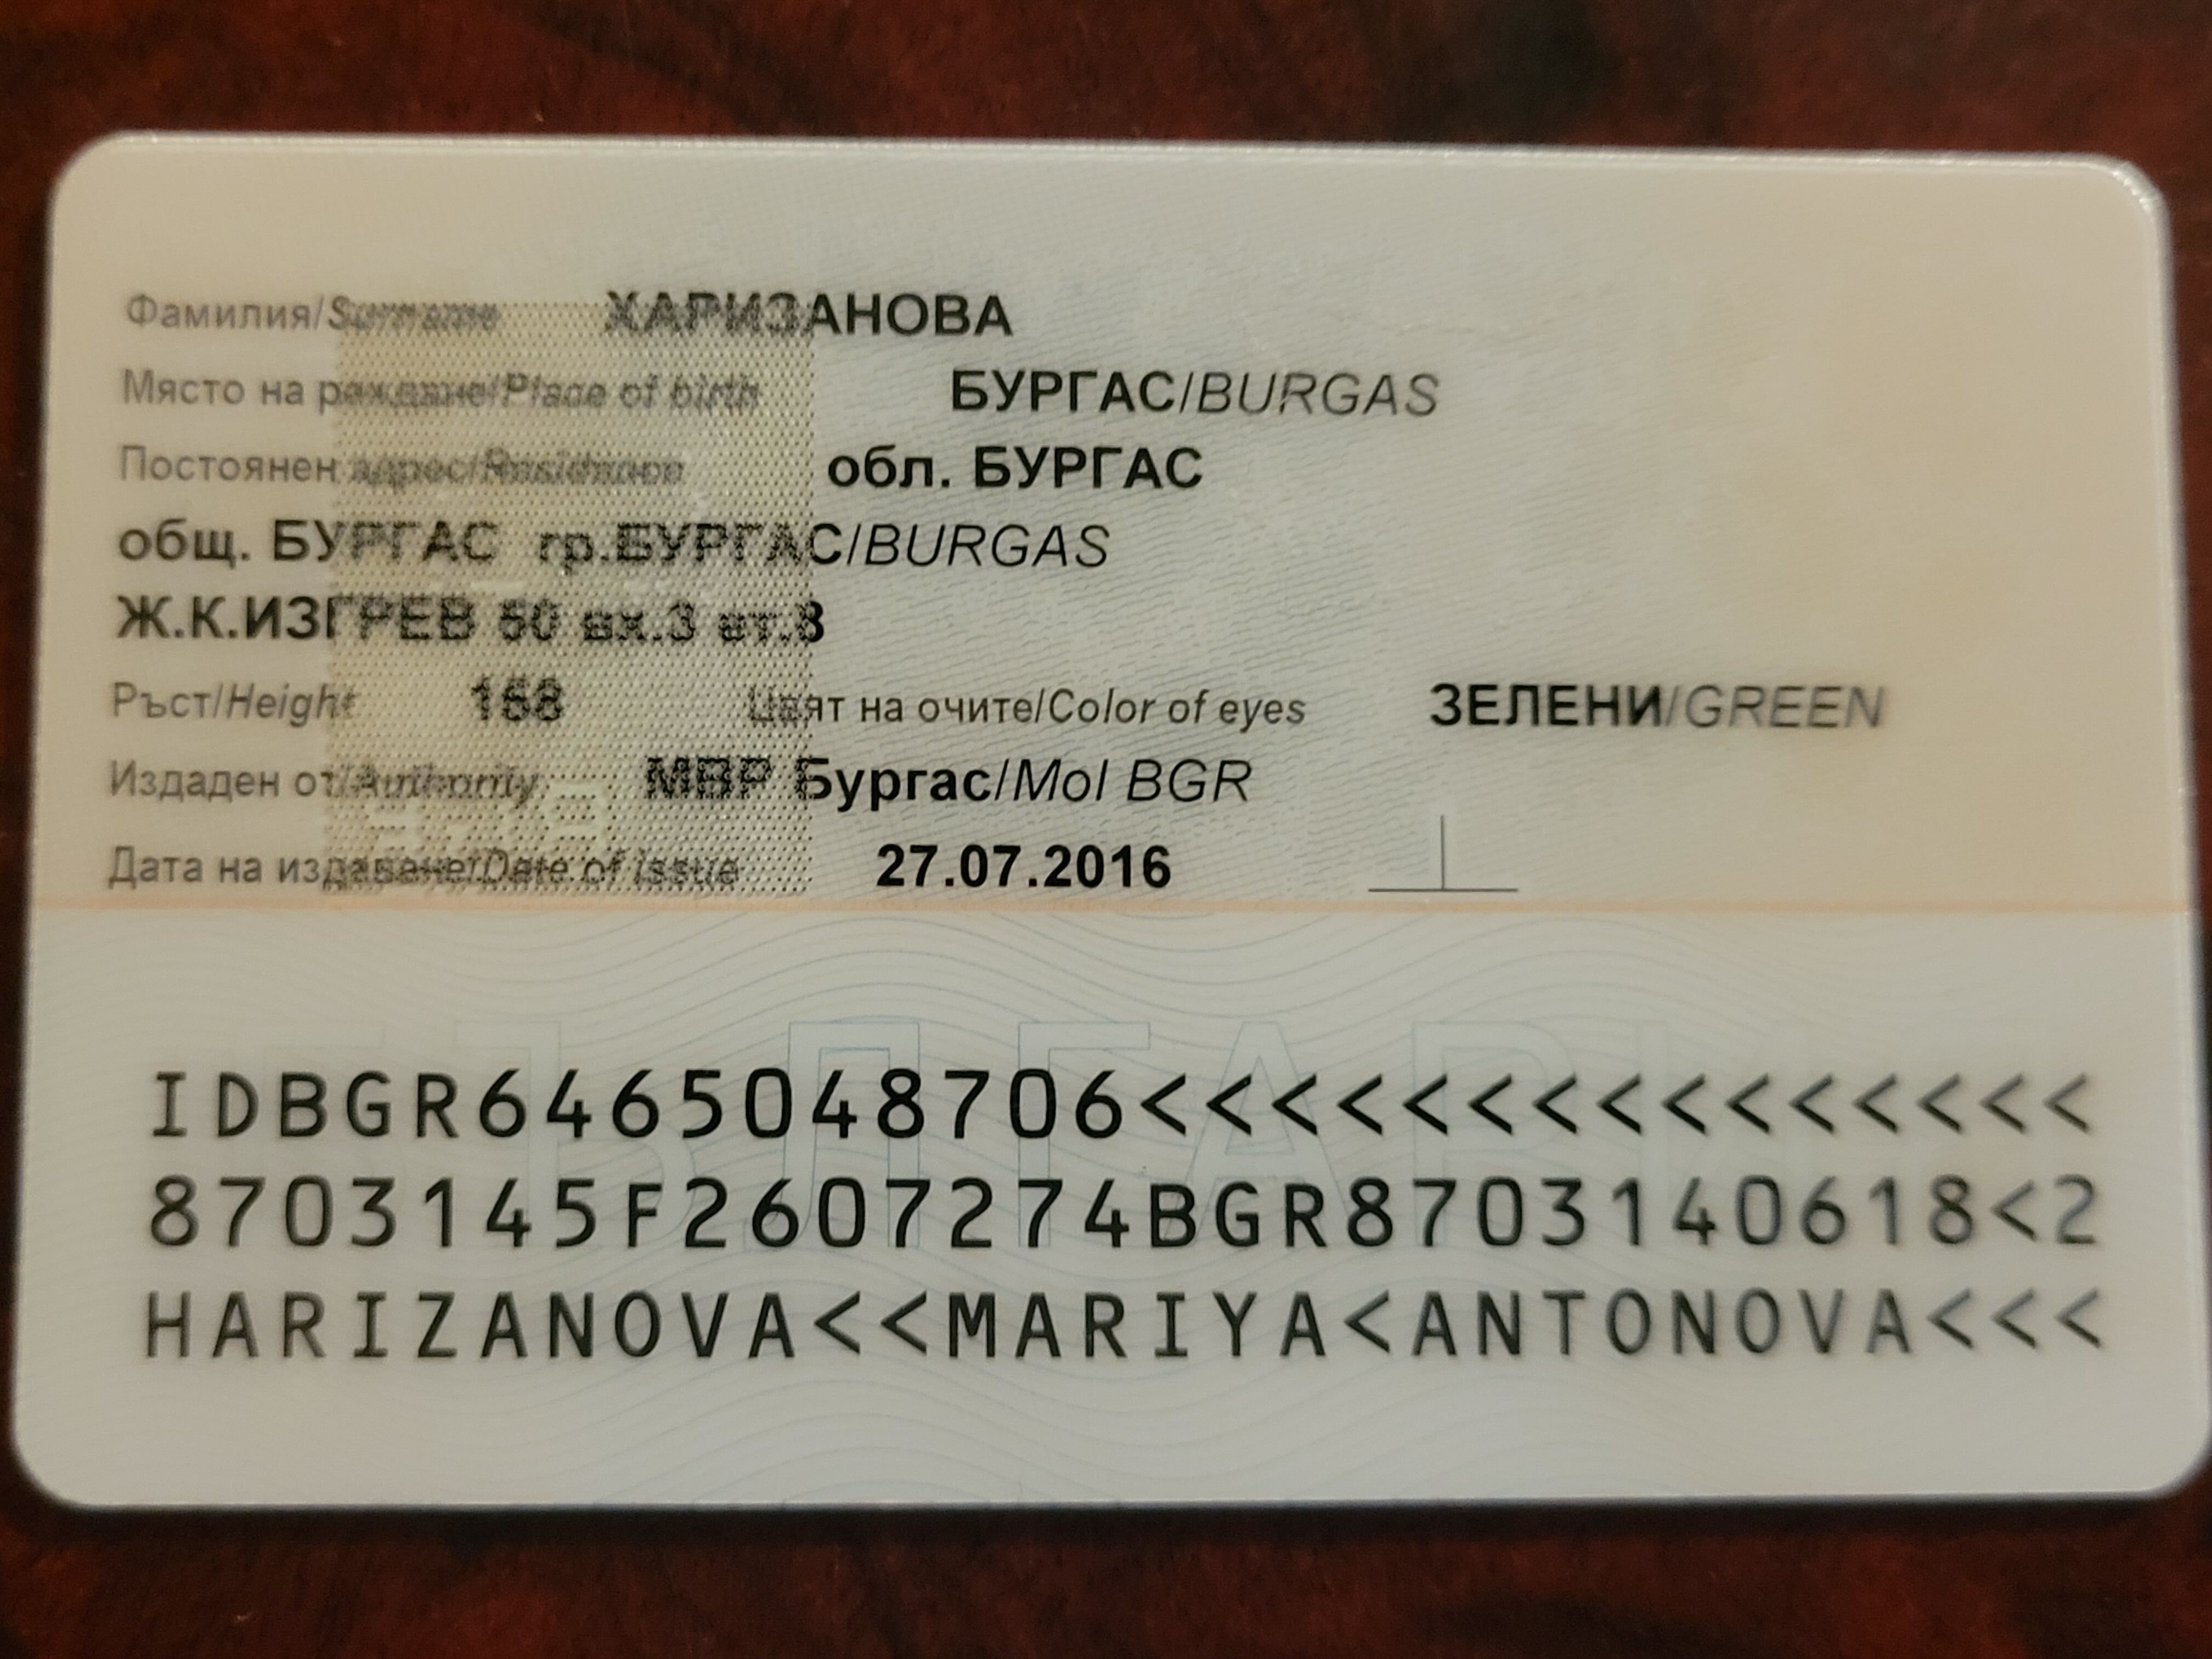 Фамилия/Surname ХАРИЗАНОВА
Място на раждане/Place of birth БУРГАС/BURGAS
Постоянен адрес/Residence обл. БУРГАС
общ. БУРГАС гр.БУРГАС/BURGAS
Ж.К.ИЗГРЕВ 50 вх.3 ет.8
Ръст/Height 168 Цвят на очите/Color of eyes ЗЕЛЕНИ/GREEN
Издаден от/Authority МВР Бургас/MoI BGR
Дата на издаване/Date of issue 27.07.2016
IDBGR6465048706<<<<<<<<<<<<<<<
8703145F2607274BGR8703140618<2
HARIZANOVA<<MARIYA<ANTONOVA<<<